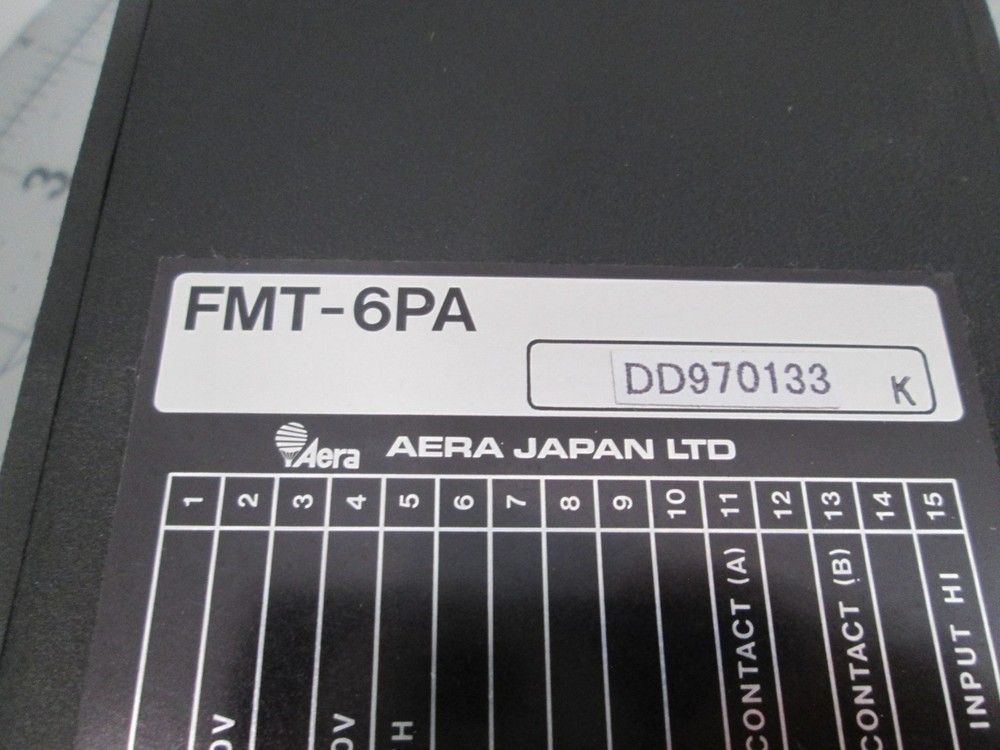 3
FMT-6PA
DD970133 K
Aera AERA JAPAN LTD
1 2 3 4 5 6 7 8 9 10 11 12 13 14 15
CONTACT (A)
CONTACT (B)
INPUT HI